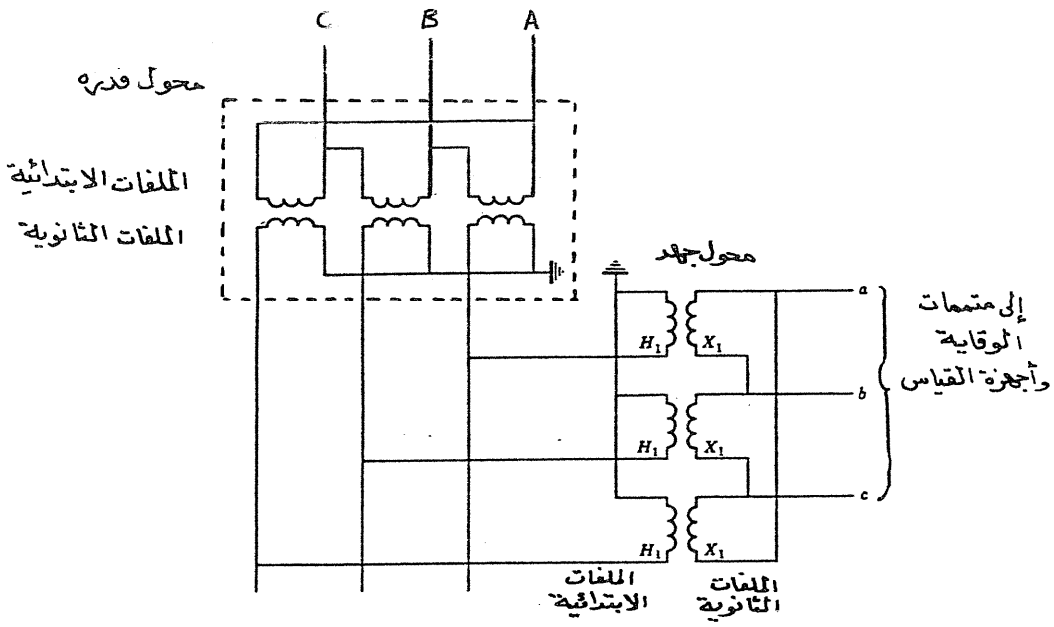 C B A
محول قدره
الملفات الابتدائية
الملفات الثانوية
محول جهد
a
إلى متممات
الوقاية
وأجهزة القياس
H1 X1
b
H1 X1
c
H1 X1
الملفات
الابتدائية
الملفات
الثانوية